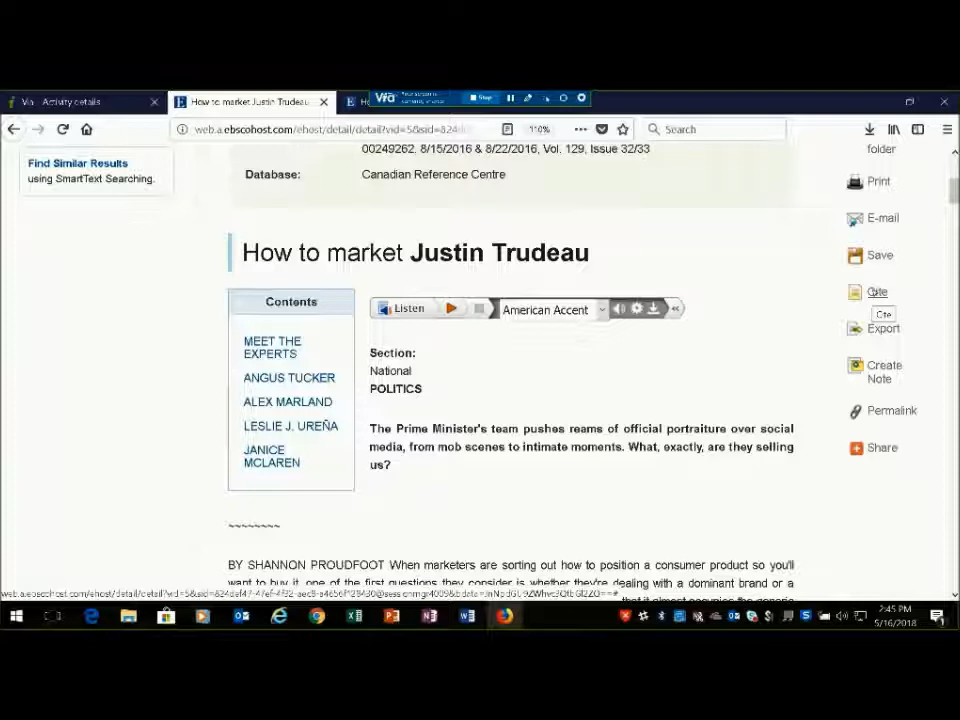 Via Activity details
How to market Justin Trudeau
Stop
web.a.ebscohost.com/ehost/detail/detail?vid=5&sid=824d
110%
Search
Find Similar Results
using SmartText Searching.
00249262, 8/15/2016 & 8/22/2016, Vol. 129, Issue 32/33
Database: Canadian Reference Centre
folder
Print
E-mail
Save
Cite
Cite
Export
Create
Note
Permalink
Share
How to market Justin Trudeau
Contents
MEET THE
EXPERTS
ANGUS TUCKER
ALEX MARLAND
LESLIE J. UREÑA
JANICE
MCLAREN
Listen
American Accent
Section:
National
POLITICS
The Prime Minister's team pushes reams of official portraiture over social
media, from mob scenes to intimate moments. What, exactly, are they selling
us?
~~~~~~~~
BY SHANNON PROUDFOOT When marketers are sorting out how to position a consumer product so you'll
want to buy it, one of the first questions they consider is whether they're dealing with a dominant brand or a
2:45 PM
5/16/2018